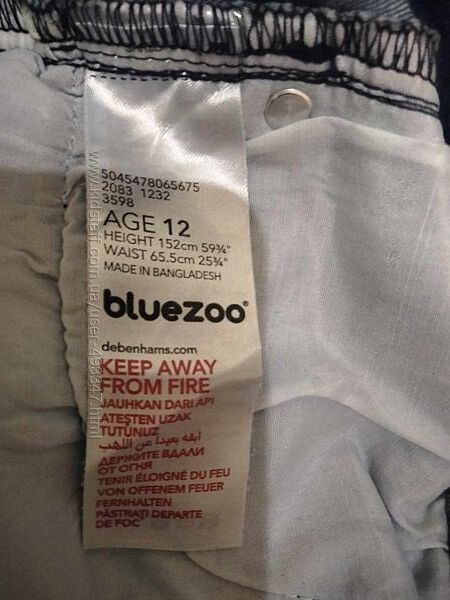 5045478065675
2083 1232
3598
AGE 12
HEIGHT 152cm 59¾"
WAIST 65.5cm 25¾"
MADE IN BANGLADESH
bluezoo®
debenhams.com
KEEP AWAY
FROM FIRE
JAUHKAN DARI API
ATEŞTEN UZAK
TUTUNUZ
ابقه بعيدا عن اللهب
ДЕРЖИТЕ ВДАЛИ
ОТ ОГНЯ
TENIR ÉLOIGNÉ DU FEU
VON OFFENEM FEUER
FERNHALTEN
PĂSTRAŢI DEPARTE
DE FOC